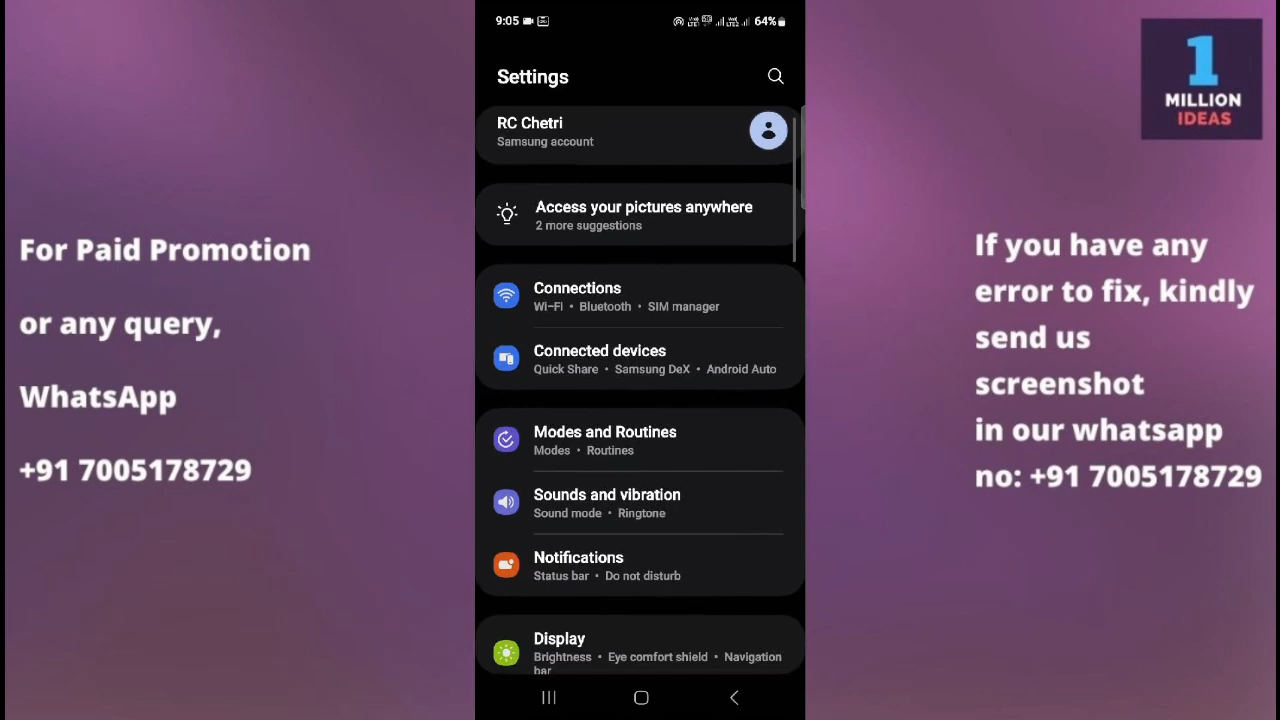 9:05
64%
Settings
RC Chetri
Samsung account
Access your pictures anywhere
2 more suggestions
Connections
Wi-Fi • Bluetooth • SIM manager
Connected devices
Quick Share • Samsung DeX • Android Auto
Modes and Routines
Modes • Routines
Sounds and vibration
Sound mode • Ringtone
Notifications
Status bar • Do not disturb
Display
Brightness • Eye comfort shield • Navigation
bar
For Paid Promotion
or any query,
WhatsApp
+91 7005178729
1
MILLION
IDEAS
If you have any
error to fix, kindly
send us
screenshot
in our whatsapp
no: +91 7005178729